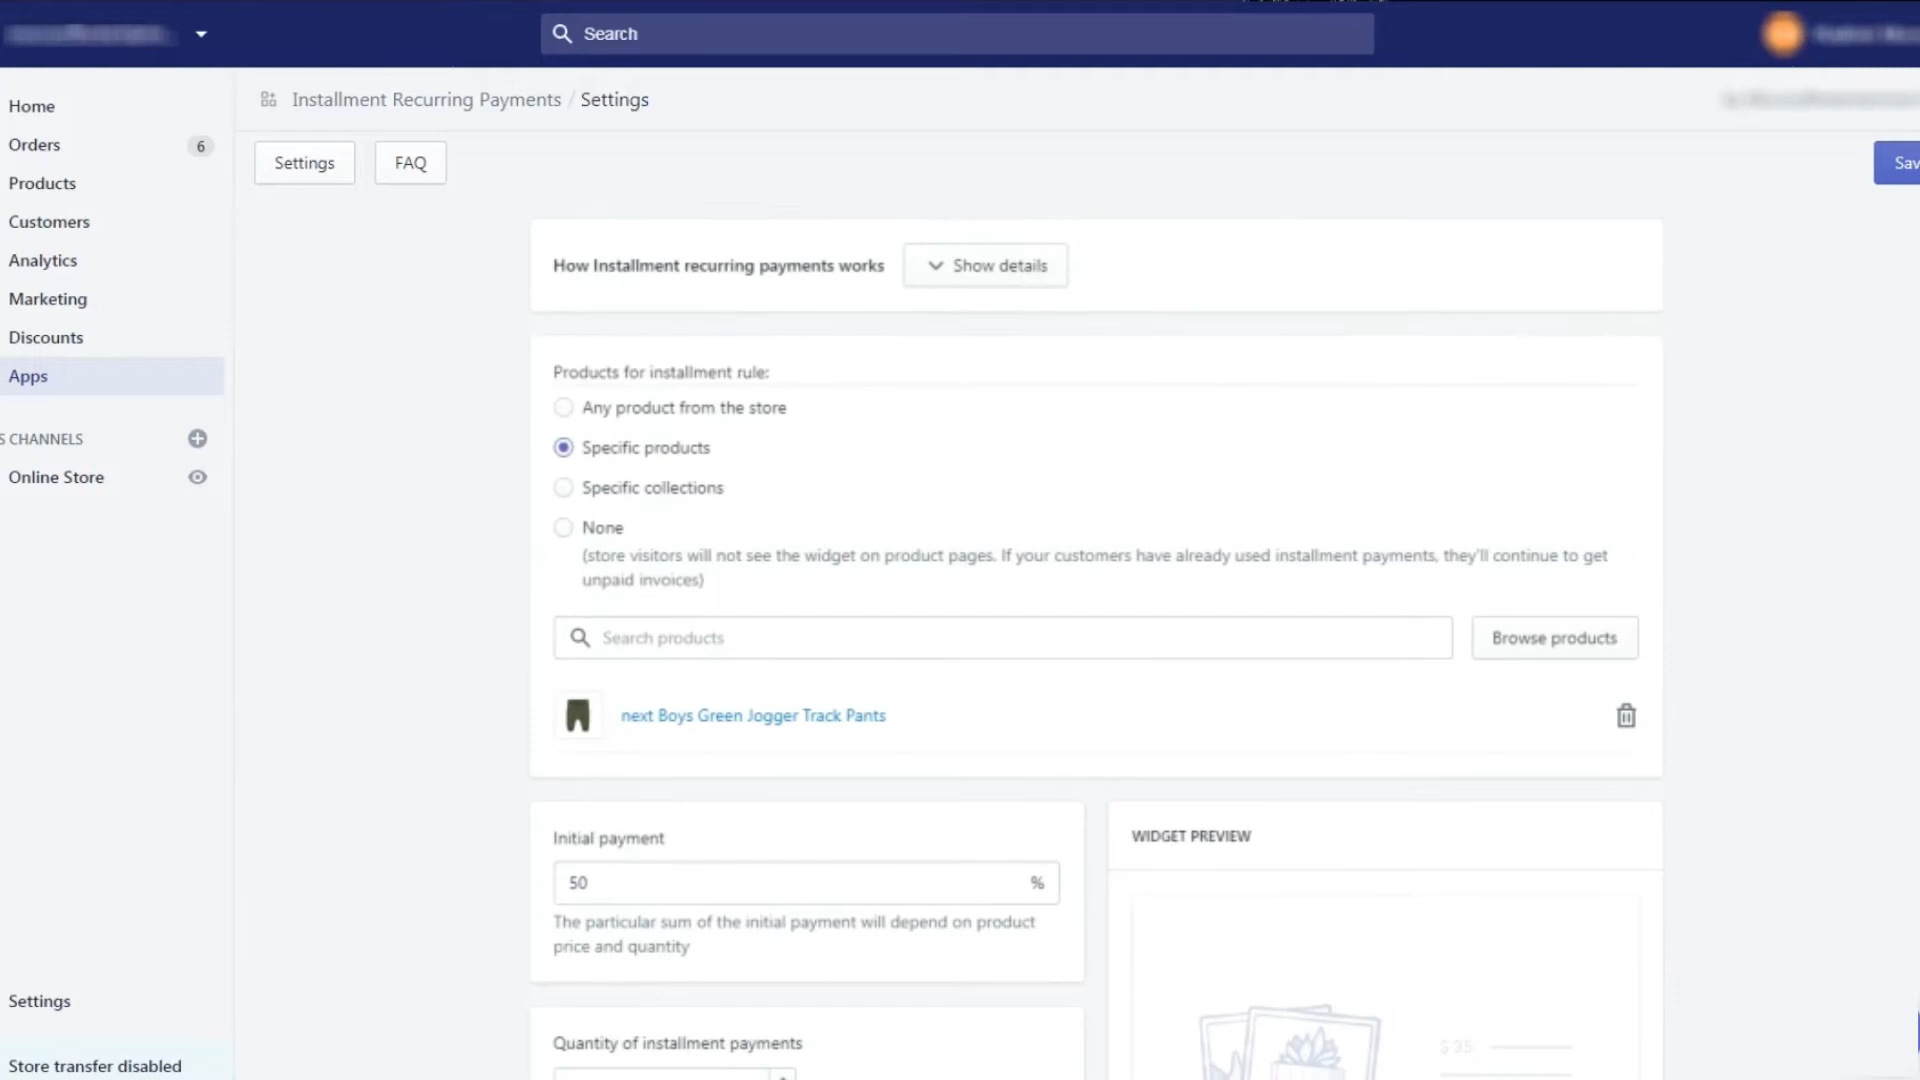 Search
Home
Orders 6
Products
Customers
Analytics
Marketing
Discounts
Apps
S CHANNELS
Online Store
Settings
Store transfer disabled
Installment Recurring Payments / Settings
Settings FAQ
Sav
How Installment recurring payments works Show details
Products for installment rule:
Any product from the store
Specific products
Specific collections
None
(store visitors will not see the widget on product pages. If your customers have already used installment payments, they'll continue to get
unpaid invoices)
Search products Browse products
next Boys Green Jogger Track Pants
Initial payment
50 %
The particular sum of the initial payment will depend on product
price and quantity
Quantity of installment payments
WIDGET PREVIEW
$ 35